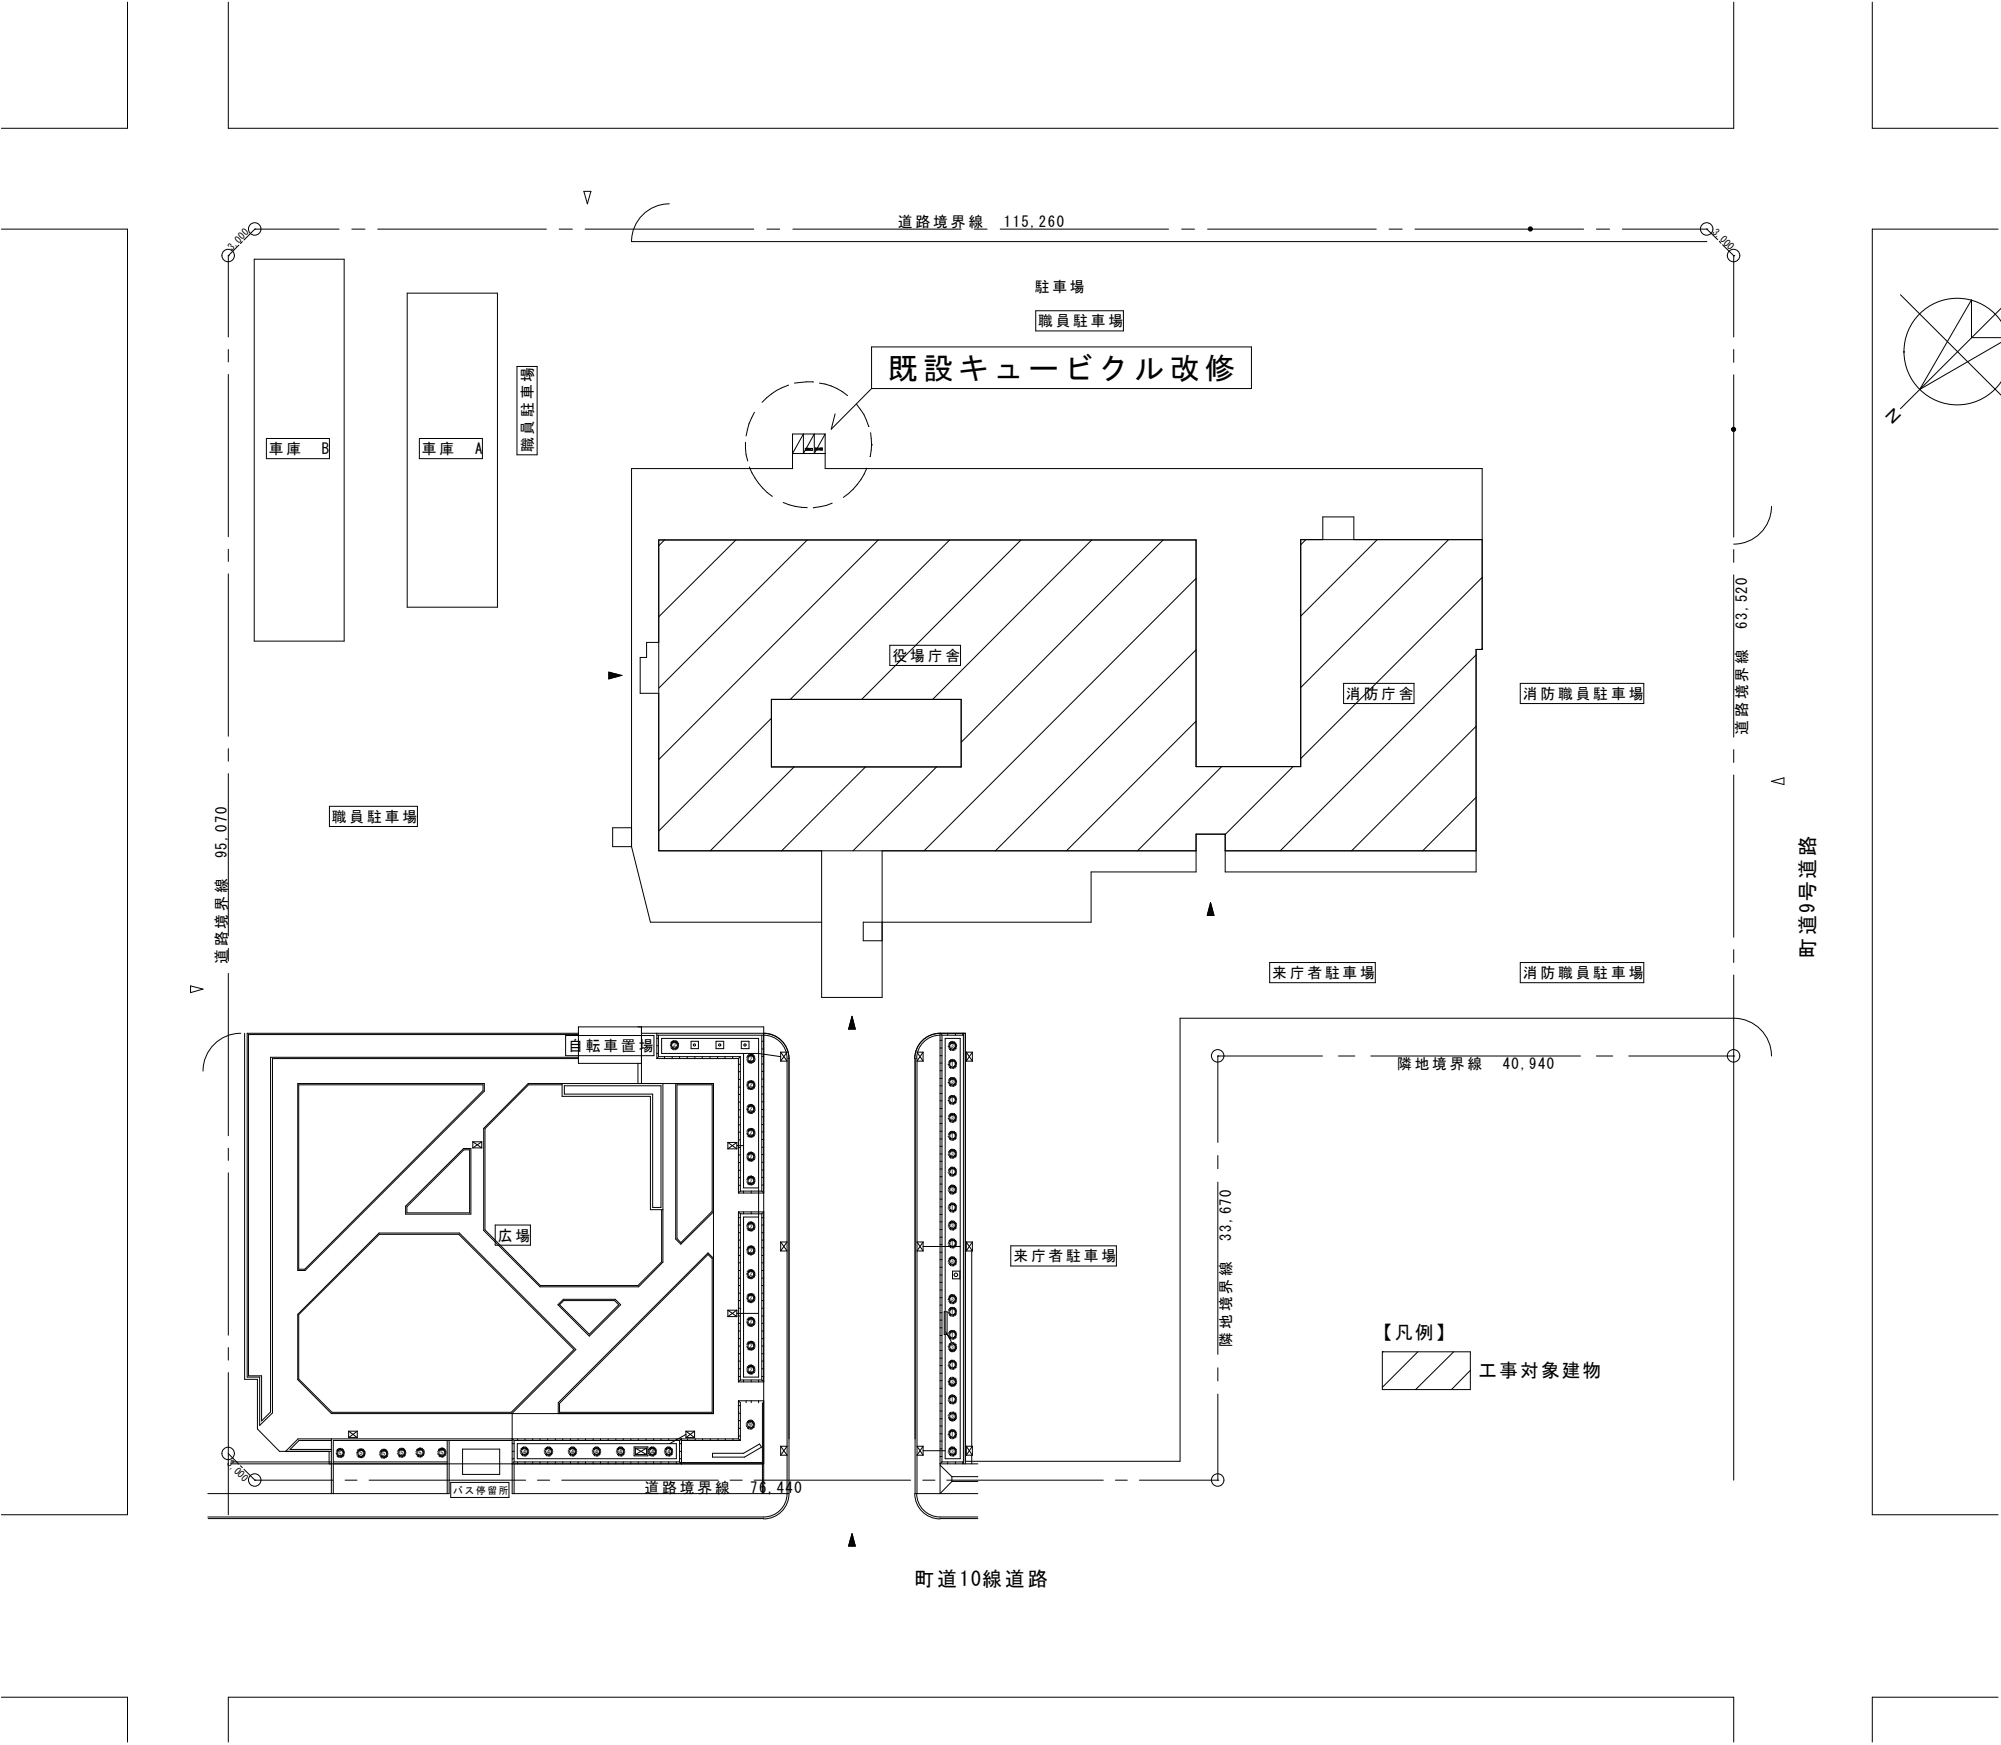 道路境界線 115,260
3,000
3,000
駐車場
職員駐車場
既設キュービクル改修
職員駐車場
車庫 B
車庫 A
N
道路境界線 63,520
役場庁舎
消防庁舎
消防職員駐車場
職員駐車場
道路境界線 95,070
町道9号道路
来庁者駐車場
消防職員駐車場
自転車置場
隣地境界線 40,940
広場
来庁者駐車場
隣地境界線 33,670
【凡例】
工事対象建物
3,000
バス停留所
道路境界線 76,440
町道10線道路